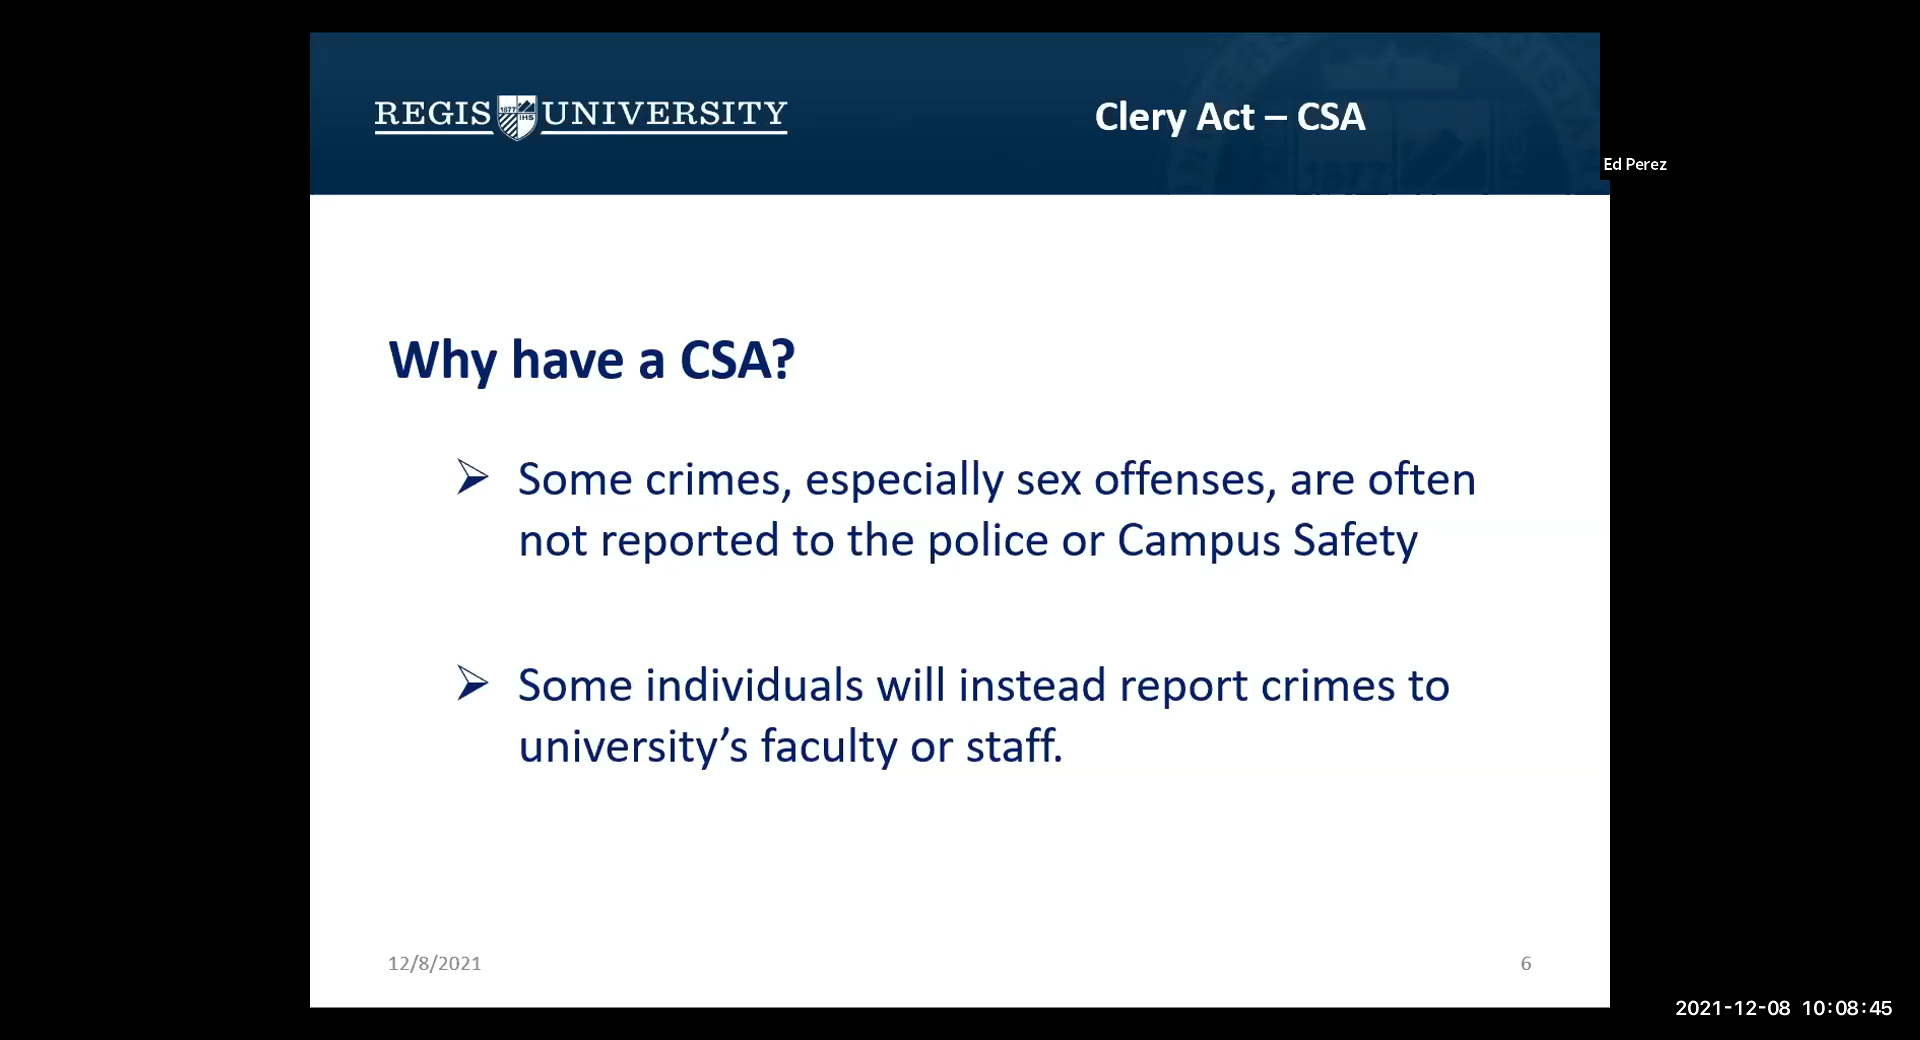 REGIS UNIVERSITY
1877
IHS
Clery Act – CSA
Ed Perez
Why have a CSA?
Some crimes, especially sex offenses, are often
not reported to the police or Campus Safety
Some individuals will instead report crimes to
university’s faculty or staff.
12/8/2021
6
2021-12-08 10:08:45